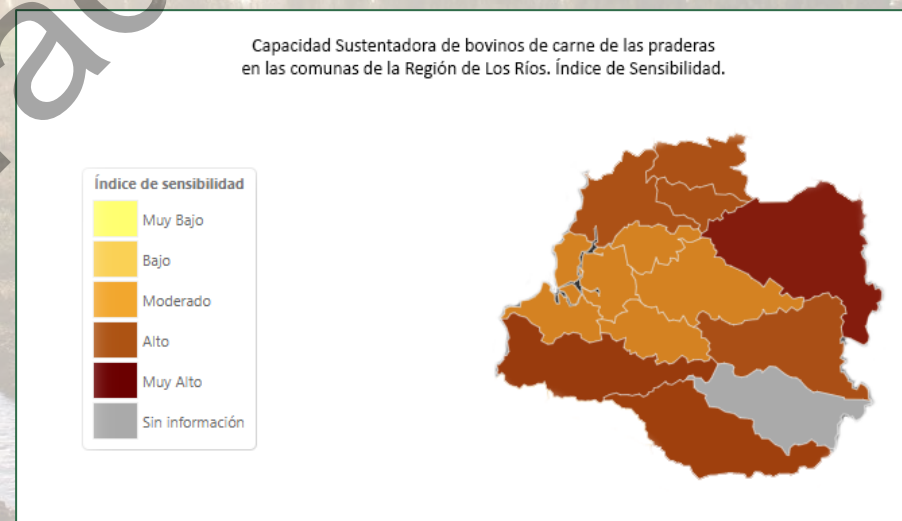 Capacidad Sustentadora de bovinos de carne de las praderas
en las comunas de la Región de Los Ríos. Índice de Sensibilidad.
Índice de sensibilidad
Muy Bajo
Bajo
Moderado
Alto
Muy Alto
Sin información